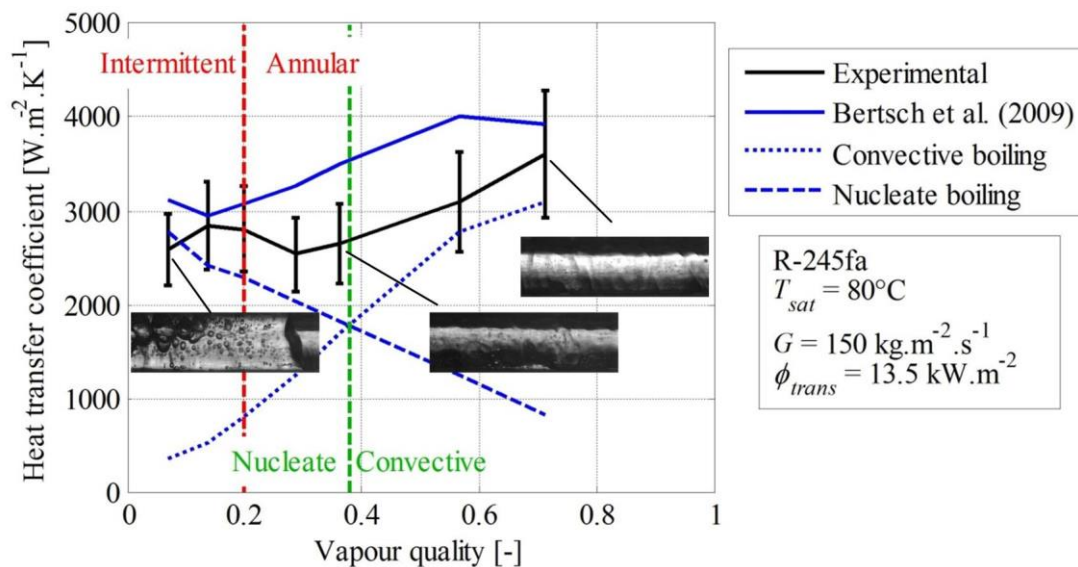 5000
4000
3000
2000
1000
0
Heat transfer coefficient [W.m⁻².K⁻¹]
Intermittent
Annular
Nucleate
Convective
0
0.2
0.4
0.6
0.8
1
Vapour quality [-]
Experimental
Bertsch et al. (2009)
Convective boiling
Nucleate boiling
R-245fa
T_sat = 80°C
G = 150 kg.m⁻².s⁻¹
ϕ_trans = 13.5 kW.m⁻²